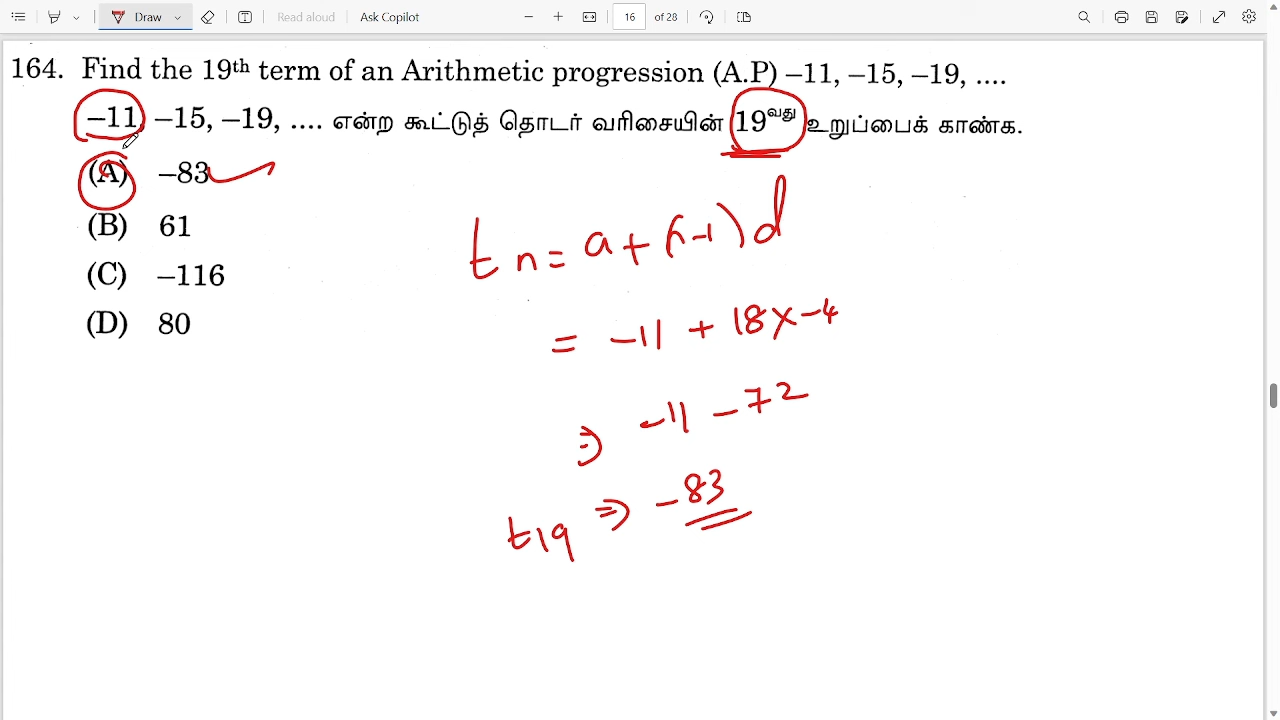 Draw
Read aloud
Ask Copilot
16 of 28
164. Find the 19th term of an Arithmetic progression (A.P) –11, –15, –19, ....
–11, –15, –19, .... என்ற கூட்டுத் தொடர் வரிசையின் 19வது உறுப்பைக் காண்க.
(A) –83
(B) 61
(C) –116
(D) 80
tn = a + (n-1) d
= -11 + 18 x -4
⇒ -11 - 72
t19 ⇒ -83